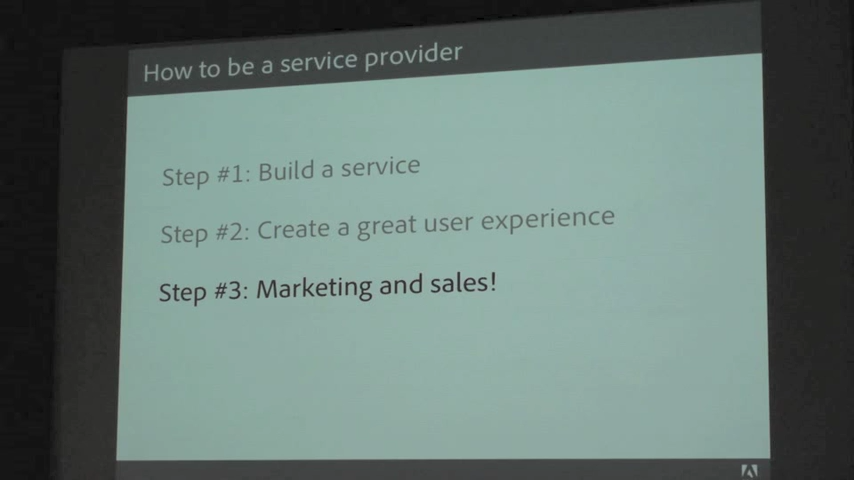 How to be a service provider
Step #1: Build a service
Step #2: Create a great user experience
Step #3: Marketing and sales!